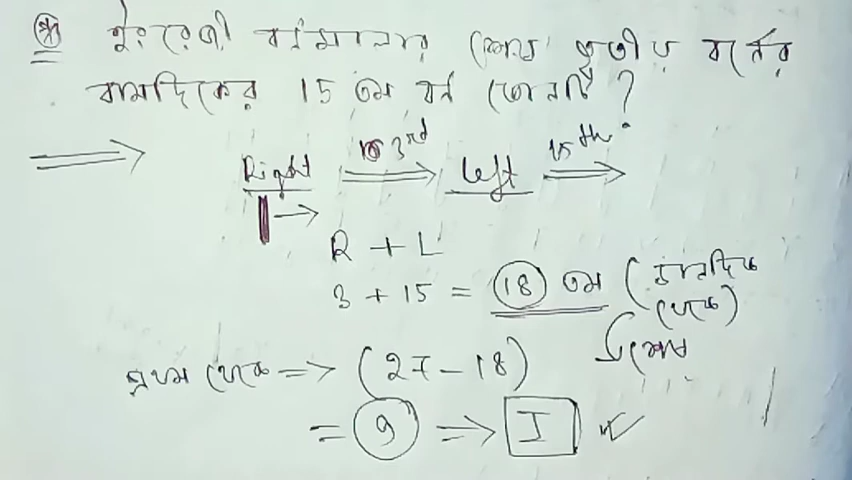 ইংরেজী বর্ণমালার শেষ তৃতীয় বর্নের
বামদিকের 15 তম বর্ন কোনটি?
Right 3rd Left 15th
R + L
3 + 15 = 18 তম (ডানদিক থেকে)
শেষ
প্রথম থেকে => (27 - 18)
= 9 => I